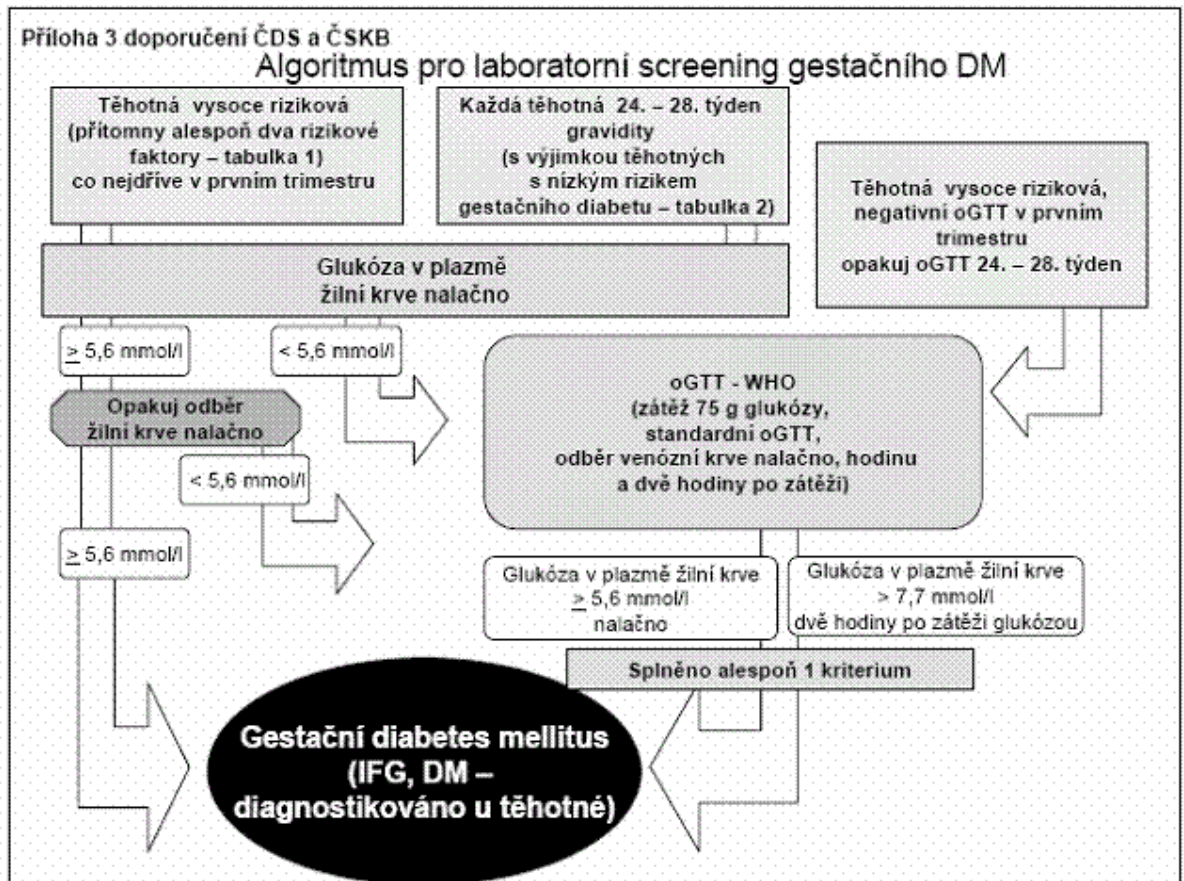 Příloha 3 doporučení ČDS a ČSKB
Algoritmus pro laboratorní screening gestačního DM
Těhotná vysoce riziková
(přítomny alespoň dva rizikové
faktory – tabulka 1)
co nejdříve v prvním trimestru
Každá těhotná 24. – 28. týden
gravidity
(s výjimkou těhotných
s nízkým rizikem
gestačního diabetu – tabulka 2)
Těhotná vysoce riziková,
negativní oGTT v prvním
trimestru
opakuj oGTT 24. – 28. týden
Glukóza v plazmě
žilní krve nalačno
≥ 5,6 mmol/l
< 5,6 mmol/l
Opakuj odběr
žilní krve nalačno
< 5,6 mmol/l
≥ 5,6 mmol/l
oGTT - WHO
(zátěž 75 g glukózy,
standardní oGTT,
odběr venózní krve nalačno, hodinu
a dvě hodiny po zátěži)
Glukóza v plazmě žilní krve
≥ 5,6 mmol/l
nalačno
Glukóza v plazmě žilní krve
> 7,7 mmol/l
dvě hodiny po zátěži glukózou
Splněno alespoň 1 kriterium
Gestační diabetes mellitus
(IFG, DM –
diagnostikováno u těhotné)